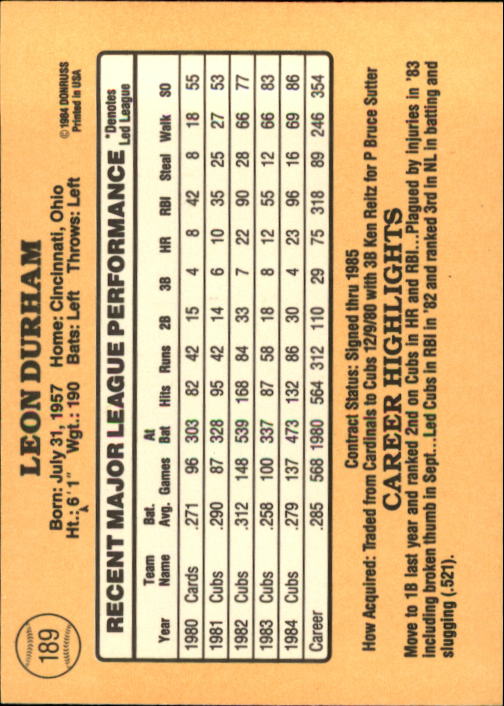 189
LEON DURHAM
© 1984 DONRUSS
Printed in USA
Born: July 31, 1957 Home: Cincinnati, Ohio
Ht.: 6'1" Wgt.: 190 Bats: Left Throws: Left
RECENT MAJOR LEAGUE PERFORMANCE *Denotes Led League
Year Team Name Bat. Avg. Games At Bat Hits Runs 2B 3B HR RBI Steal Walk SO
1980 Cards .271 96 303 82 42 15 4 8 42 8 18 55
1981 Cubs .290 87 328 95 42 14 6 10 35 25 27 53
1982 Cubs .312 148 539 168 84 33 7 22 90 28 66 77
1983 Cubs .258 100 337 87 58 18 8 12 55 12 66 83
1984 Cubs .279 137 473 132 86 30 4 23 96 16 69 86
Career .285 568 1980 564 312 110 29 75 318 89 246 354
Contract Status: Signed thru 1985
How Acquired: Traded from Cardinals to Cubs 12/9/80 with 3B Ken Reitz for P Bruce Sutter
CAREER HIGHLIGHTS
Move to 1B last year and ranked 2nd on Cubs in HR and RBI...Plagued by injuries in '83
including broken thumb in Sept...Led Cubs in RBI in '82 and ranked 3rd in NL in batting and
slugging (.521).